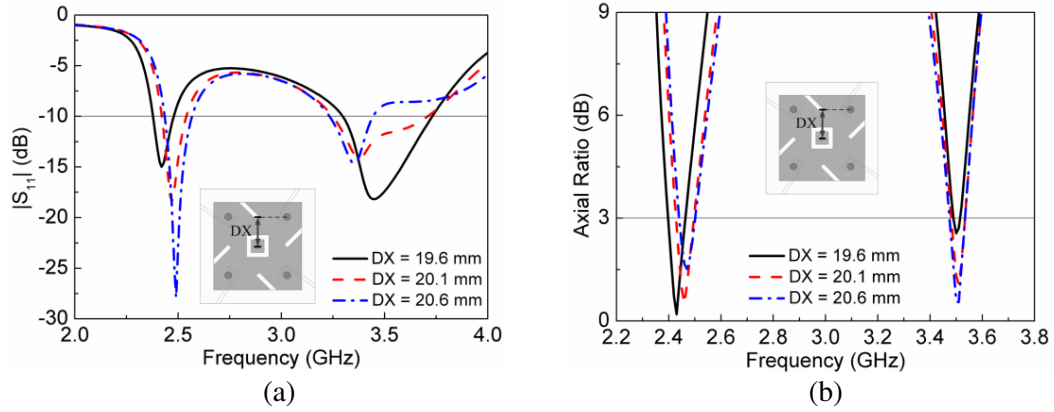 0
-5
-10
-15
-20
-25
-30
|S11| (dB)
2.0
2.5
3.0
3.5
4.0
Frequency (GHz)
DX
DX = 19.6 mm
DX = 20.1 mm
DX = 20.6 mm
(a)
9
6
3
0
Axial Ratio (dB)
2.2
2.4
2.6
2.8
3.0
3.2
3.4
3.6
3.8
Frequency (GHz)
DX
DX = 19.6 mm
DX = 20.1 mm
DX = 20.6 mm
(b)